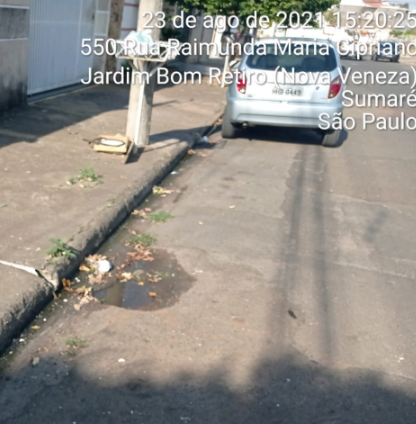 23 de ago de 2021 15:20:25
550 Rua Raimunda Maria Cipriano
Jardim Bom Retiro (Nova Veneza)
Sumaré
São Paulo